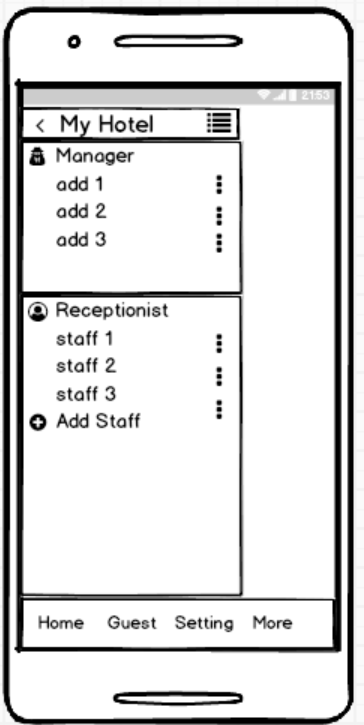 2153
< My Hotel
Manager
add 1
add 2
add 3
Receptionist
staff 1
staff 2
staff 3
Add Staff
Home Guest Setting More